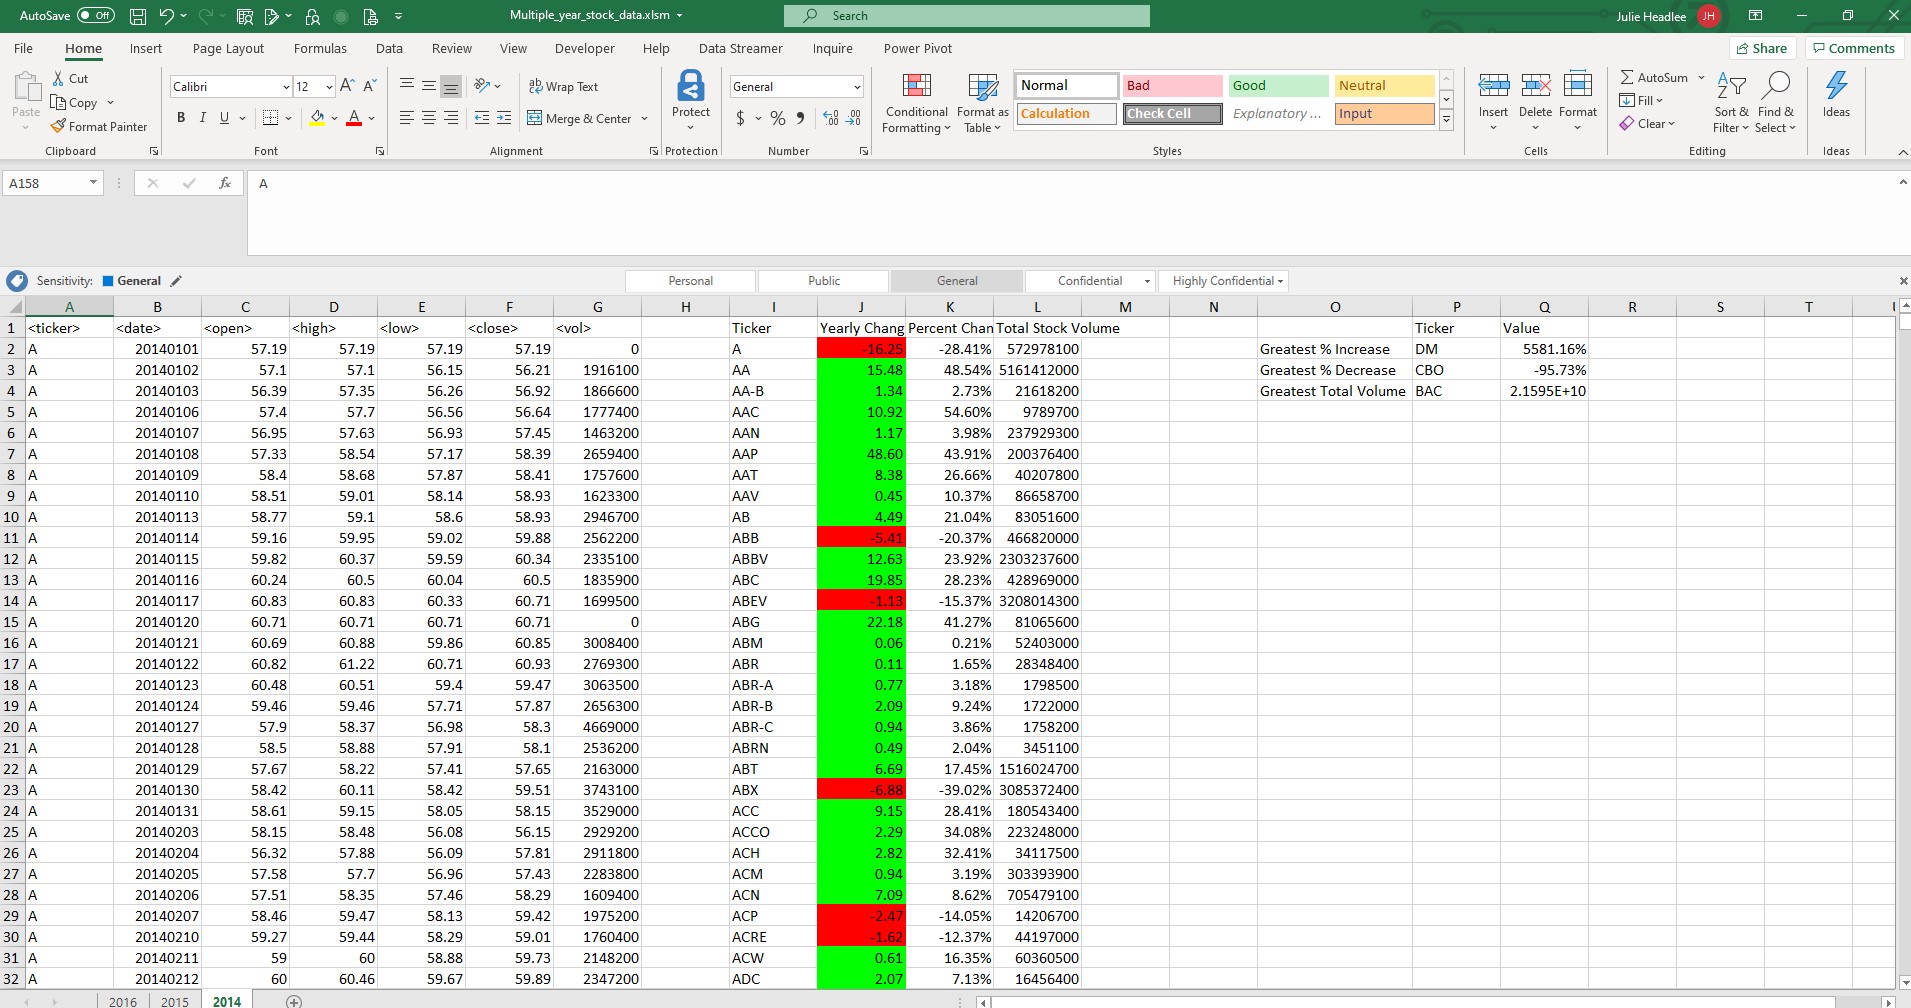 AutoSave Off Multiple_year_stock_data.xlsm Search Julie Headlee JH
File Home Insert Page Layout Formulas Data Review View Developer Help Data Streamer Inquire Power Pivot Share Comments
Paste Cut Copy Format Painter Clipboard
Calibri 12 B I U A Font
Wrap Text Merge & Center Alignment
Protect Protection
General $ % Number
Conditional Formatting Format as Table
Normal Bad Good Neutral
Calculation Check Cell Explanatory ... Input
Styles
Insert Delete Format Cells
AutoSum Fill Clear Sort & Filter Find & Select Editing
Ideas Ideas
A158 fx A
Sensitivity: General Personal Public General Confidential Highly Confidential
A B C D E F G H I J K L M N O P Q R S T
1 <ticker> <date> <open> <high> <low> <close> <vol> Ticker Yearly Chang Percent Chan Total Stock Volume Ticker Value
2 A 20140101 57.19 57.19 57.19 57.19 0 A -16.25 -28.41% 572978100 Greatest % Increase DM 5581.16%
3 A 20140102 57.1 57.1 56.15 56.21 1916100 AA 15.48 48.54% 5161412000 Greatest % Decrease CBO -95.73%
4 A 20140103 56.39 57.35 56.26 56.92 1866600 AA-B 1.34 2.73% 21618200 Greatest Total Volume BAC 2.1595E+10
5 A 20140106 57.4 57.7 56.56 56.64 1777400 AAC 10.92 54.60% 9789700
6 A 20140107 56.95 57.63 56.93 57.45 1463200 AAN 1.17 3.98% 237929300
7 A 20140108 57.33 58.54 57.17 58.39 2659400 AAP 48.60 43.91% 200376400
8 A 20140109 58.4 58.68 57.87 58.41 1757600 AAT 8.38 26.66% 40207800
9 A 20140110 58.51 59.01 58.14 58.93 1623300 AAV 0.45 10.37% 86658700
10 A 20140113 58.77 59.1 58.6 58.93 2946700 AB 4.49 21.04% 83051600
11 A 20140114 59.16 59.95 59.02 59.88 2562200 ABB -5.41 -20.37% 466820000
12 A 20140115 59.82 60.37 59.59 60.34 2335100 ABBV 12.63 23.92% 2303237600
13 A 20140116 60.24 60.5 60.04 60.5 1835900 ABC 19.85 28.23% 428969000
14 A 20140117 60.83 60.83 60.33 60.71 1699500 ABEV -1.13 -15.37% 3208014300
15 A 20140120 60.71 60.71 60.71 60.71 0 ABG 22.18 41.27% 81065600
16 A 20140121 60.69 60.88 59.86 60.85 3008400 ABM 0.06 0.21% 52403000
17 A 20140122 60.82 61.22 60.71 60.93 2769300 ABR 0.11 1.65% 28348400
18 A 20140123 60.48 60.51 59.4 59.47 3063500 ABR-A 0.77 3.18% 1798500
19 A 20140124 59.46 59.46 57.71 57.87 2656300 ABR-B 2.09 9.24% 1722000
20 A 20140127 57.9 58.37 56.98 58.3 4669000 ABR-C 0.94 3.86% 1758200
21 A 20140128 58.5 58.88 57.91 58.1 2536200 ABRN 0.49 2.04% 3451100
22 A 20140129 57.67 58.22 57.41 57.65 2163000 ABT 6.69 17.45% 1516024700
23 A 20140130 58.42 60.11 58.42 59.51 3743100 ABX -6.88 -39.02% 3085372400
24 A 20140131 58.61 59.15 58.05 58.15 3529000 ACC 9.15 28.41% 180543400
25 A 20140203 58.15 58.48 56.08 56.15 2929200 ACCO 2.29 34.08% 223248000
26 A 20140204 56.32 57.88 56.09 57.81 2911800 ACH 2.82 32.41% 34117500
27 A 20140205 57.58 57.7 56.96 57.43 2283800 ACM 0.94 3.19% 303393900
28 A 20140206 57.51 58.35 57.46 58.29 1609400 ACN 7.09 8.62% 705479100
29 A 20140207 58.46 59.47 58.13 59.42 1975200 ACP -2.47 -14.05% 14206700
30 A 20140210 59.27 59.44 58.29 59.01 1760400 ACRE -1.62 -12.37% 44197000
31 A 20140211 59 60 58.88 59.73 2148200 ACW 0.61 16.35% 60360500
32 A 20140212 60 60.46 59.67 59.89 2347200 ADC 2.07 7.13% 16456400
2016 2015 2014